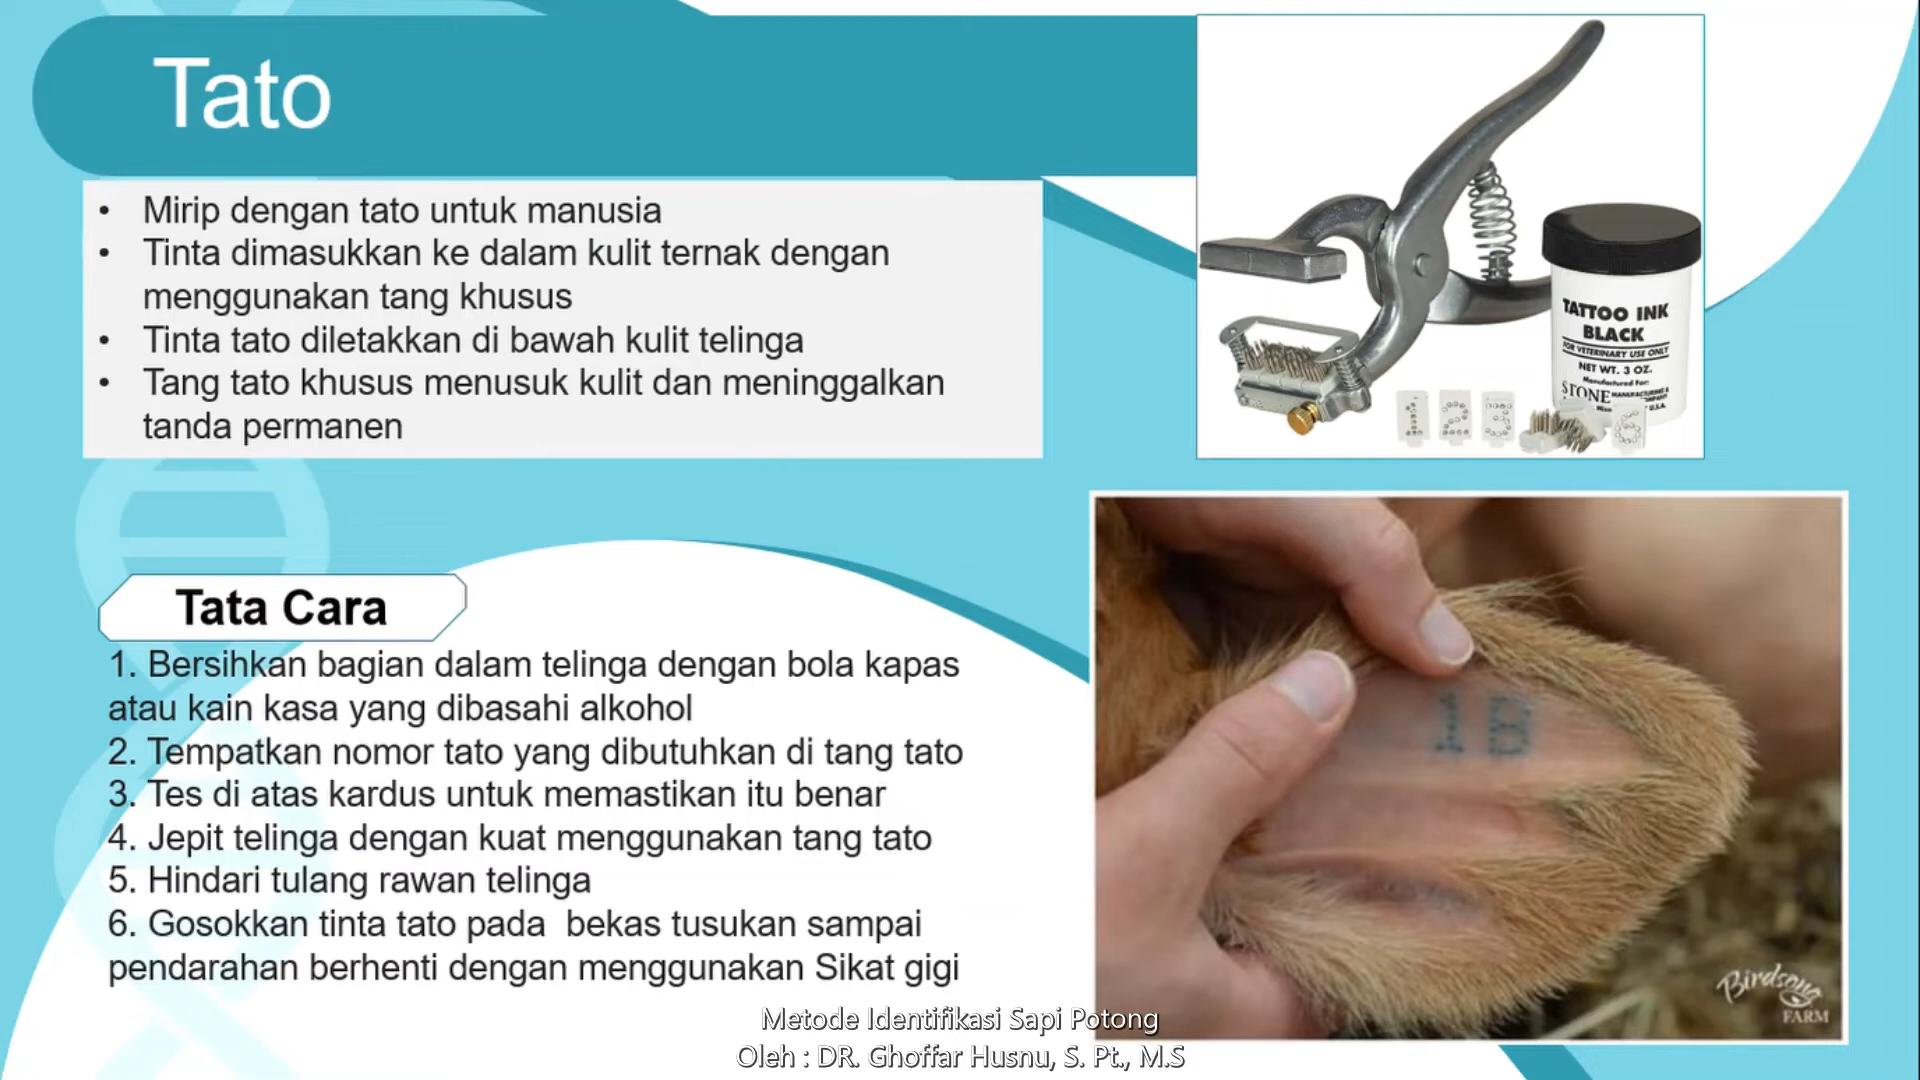 Tato
• Mirip dengan tato untuk manusia
• Tinta dimasukkan ke dalam kulit ternak dengan
menggunakan tang khusus
• Tinta tato diletakkan di bawah kulit telinga
• Tang tato khusus menusuk kulit dan meninggalkan
tanda permanen
TATTOO INK
BLACK
FOR VETERINARY USE ONLY
NET WT. 3 OZ.
Manufactured For:
STONE MANUFACTURING &
U.S.A.
1 2 3 6
Tata Cara
1. Bersihkan bagian dalam telinga dengan bola kapas
atau kain kasa yang dibasahi alkohol
2. Tempatkan nomor tato yang dibutuhkan di tang tato
3. Tes di atas kardus untuk memastikan itu benar
4. Jepit telinga dengan kuat menggunakan tang tato
5. Hindari tulang rawan telinga
6. Gosokkan tinta tato pada  bekas tusukan sampai
pendarahan berhenti dengan menggunakan Sikat gigi
1B
Birdsong
FARM
Metode Identifikasi Sapi Potong
Oleh : DR. Ghoffar Husnu, S. Pt., M.S